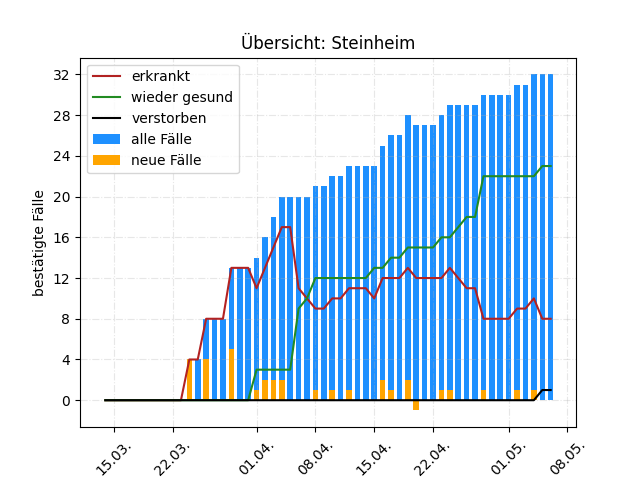 Übersicht: Steinheim
erkrankt
wieder gesund
verstorben
alle Fälle
neue Fälle
bestätigte Fälle
32
28
24
20
16
12
8
4
0
15.03.
22.03.
01.04.
08.04.
15.04.
22.04.
01.05.
08.05.